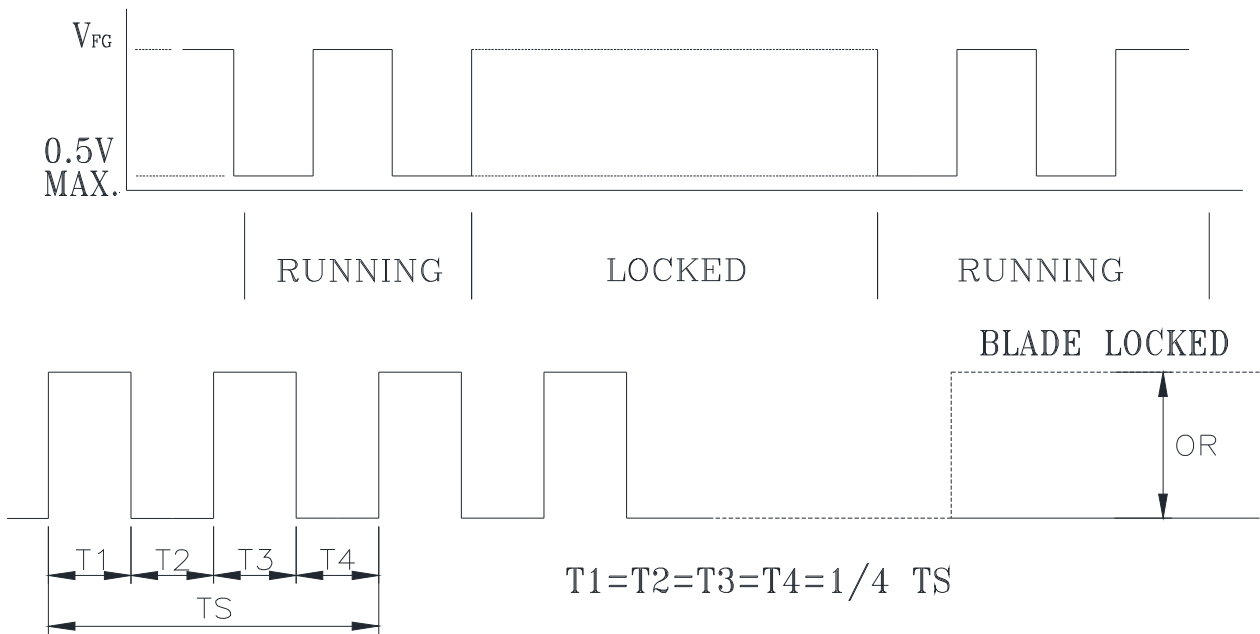 VFG
0.5V
MAX.
RUNNING LOCKED RUNNING
BLADE LOCKED
OR
T1 T2 T3 T4
T1=T2=T3=T4=1/4 TS
TS